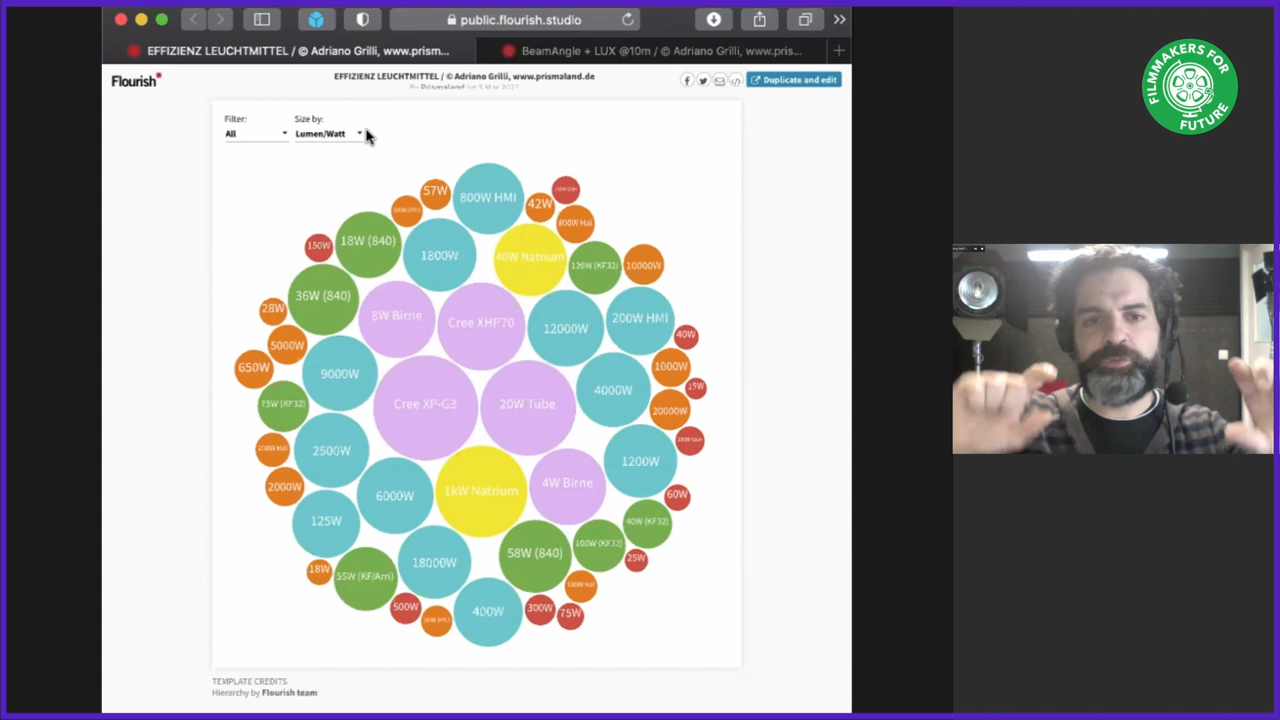 public.flourish.studio
EFFIZIENZ LEUCHTMITTEL / © Adriano Grilli, www.prism...
BeamAngle + LUX @10m / © Adriano Grilli, www.pris...
Flourish
EFFIZIENZ LEUCHTMITTEL / © Adriano Grilli, www.prismaland.de
Duplicate and edit
Filter:
All
Size by:
Lumen/Watt
57W
800W HMI
42W
800W Hal
150W
18W (840)
1800W
40W Natrium
10000W
36W (840)
28W
8W Birne
Cree XHP70
12000W
200W HMI
40W
5000W
650W
9000W
4000W
1000W
15W
75W (KF32)
Cree XP-G3
20W Tube
20000W
2500W
1200W
2000W
6000W
1kW Natrium
4W Birne
60W
125W
40W (KF32)
58W (840)
100W (KF32)
25W
18W
55W (KF/Arri)
18000W
500W
400W
300W
75W
TEMPLATE CREDITS
Hierarchy by Flourish team
FILMMAKERS FOR
FUTURE